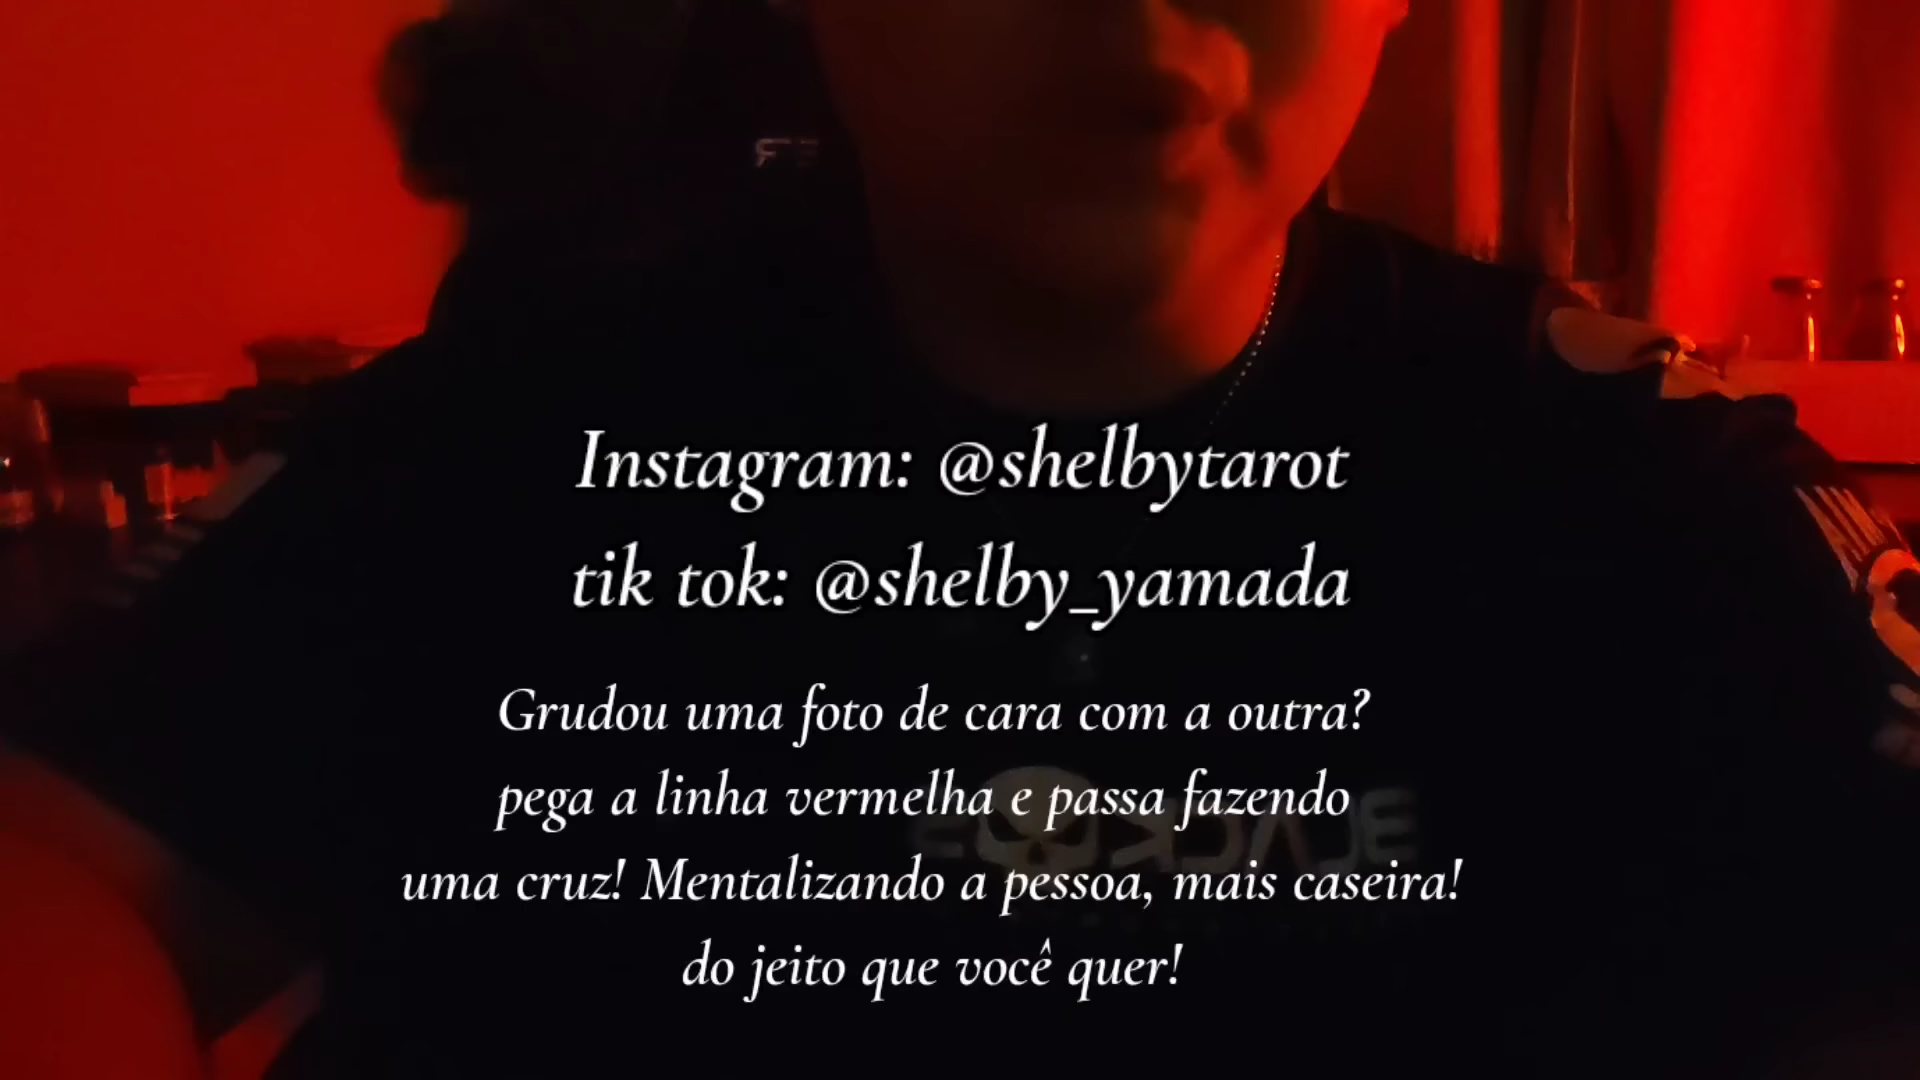 Instagram: @shelbytarot
tik tok: @shelby_yamada
Grudou uma foto de cara com a outra?
pega a linha vermelha e passa fazendo
uma cruz! Mentalizando a pessoa, mais caseira!
do jeito que você quer!